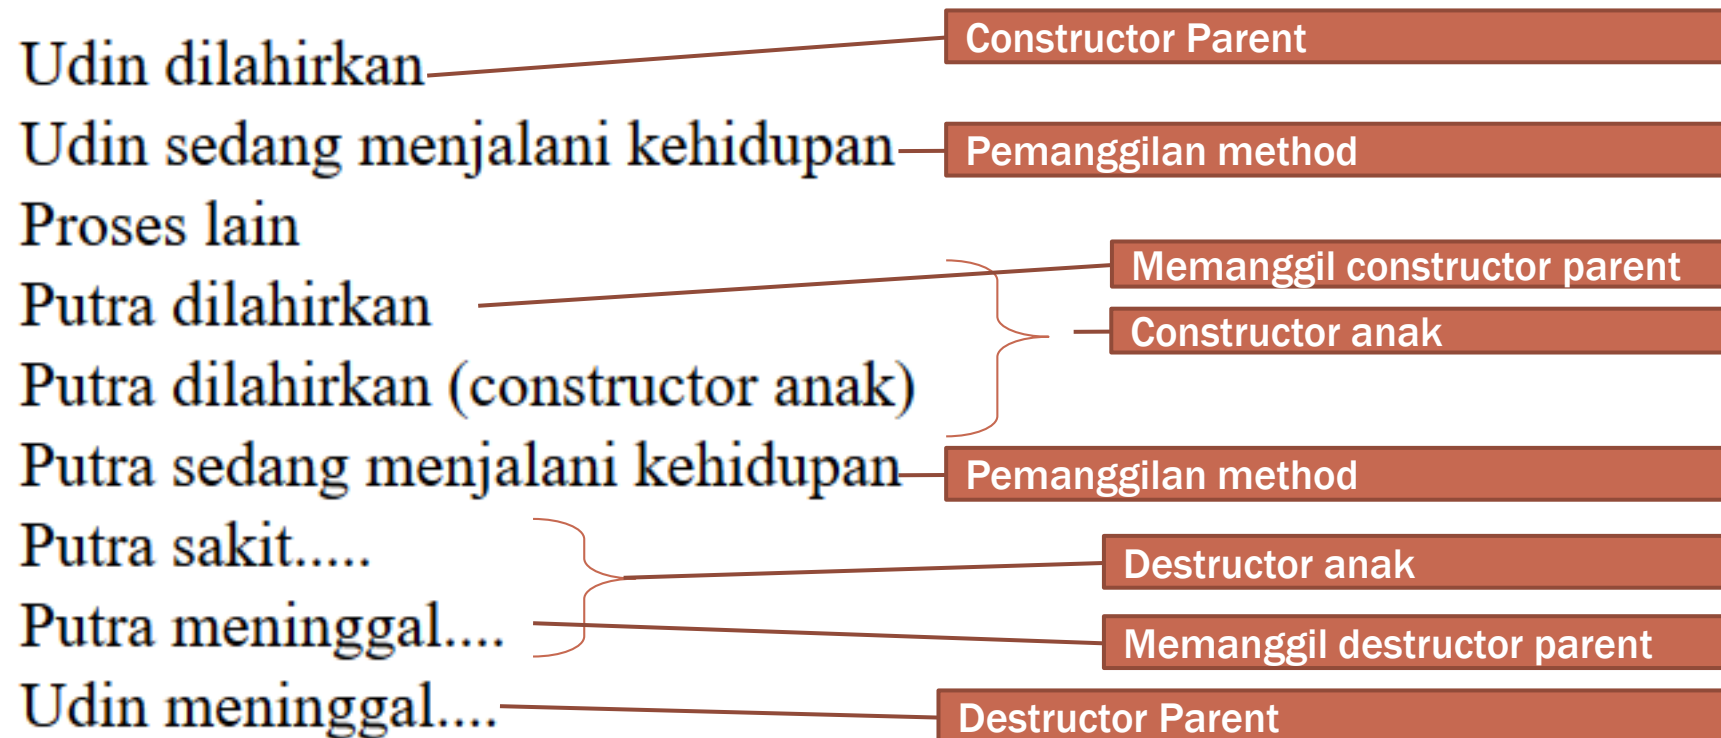 Udin dilahirkan
Constructor Parent
Udin sedang menjalani kehidupan
Pemanggilan method
Proses lain
Putra dilahirkan
Memanggil constructor parent
Constructor anak
Putra dilahirkan (constructor anak)
Putra sedang menjalani kehidupan
Pemanggilan method
Putra sakit.....
Destructor anak
Putra meninggal....
Memanggil destructor parent
Udin meninggal....
Destructor Parent